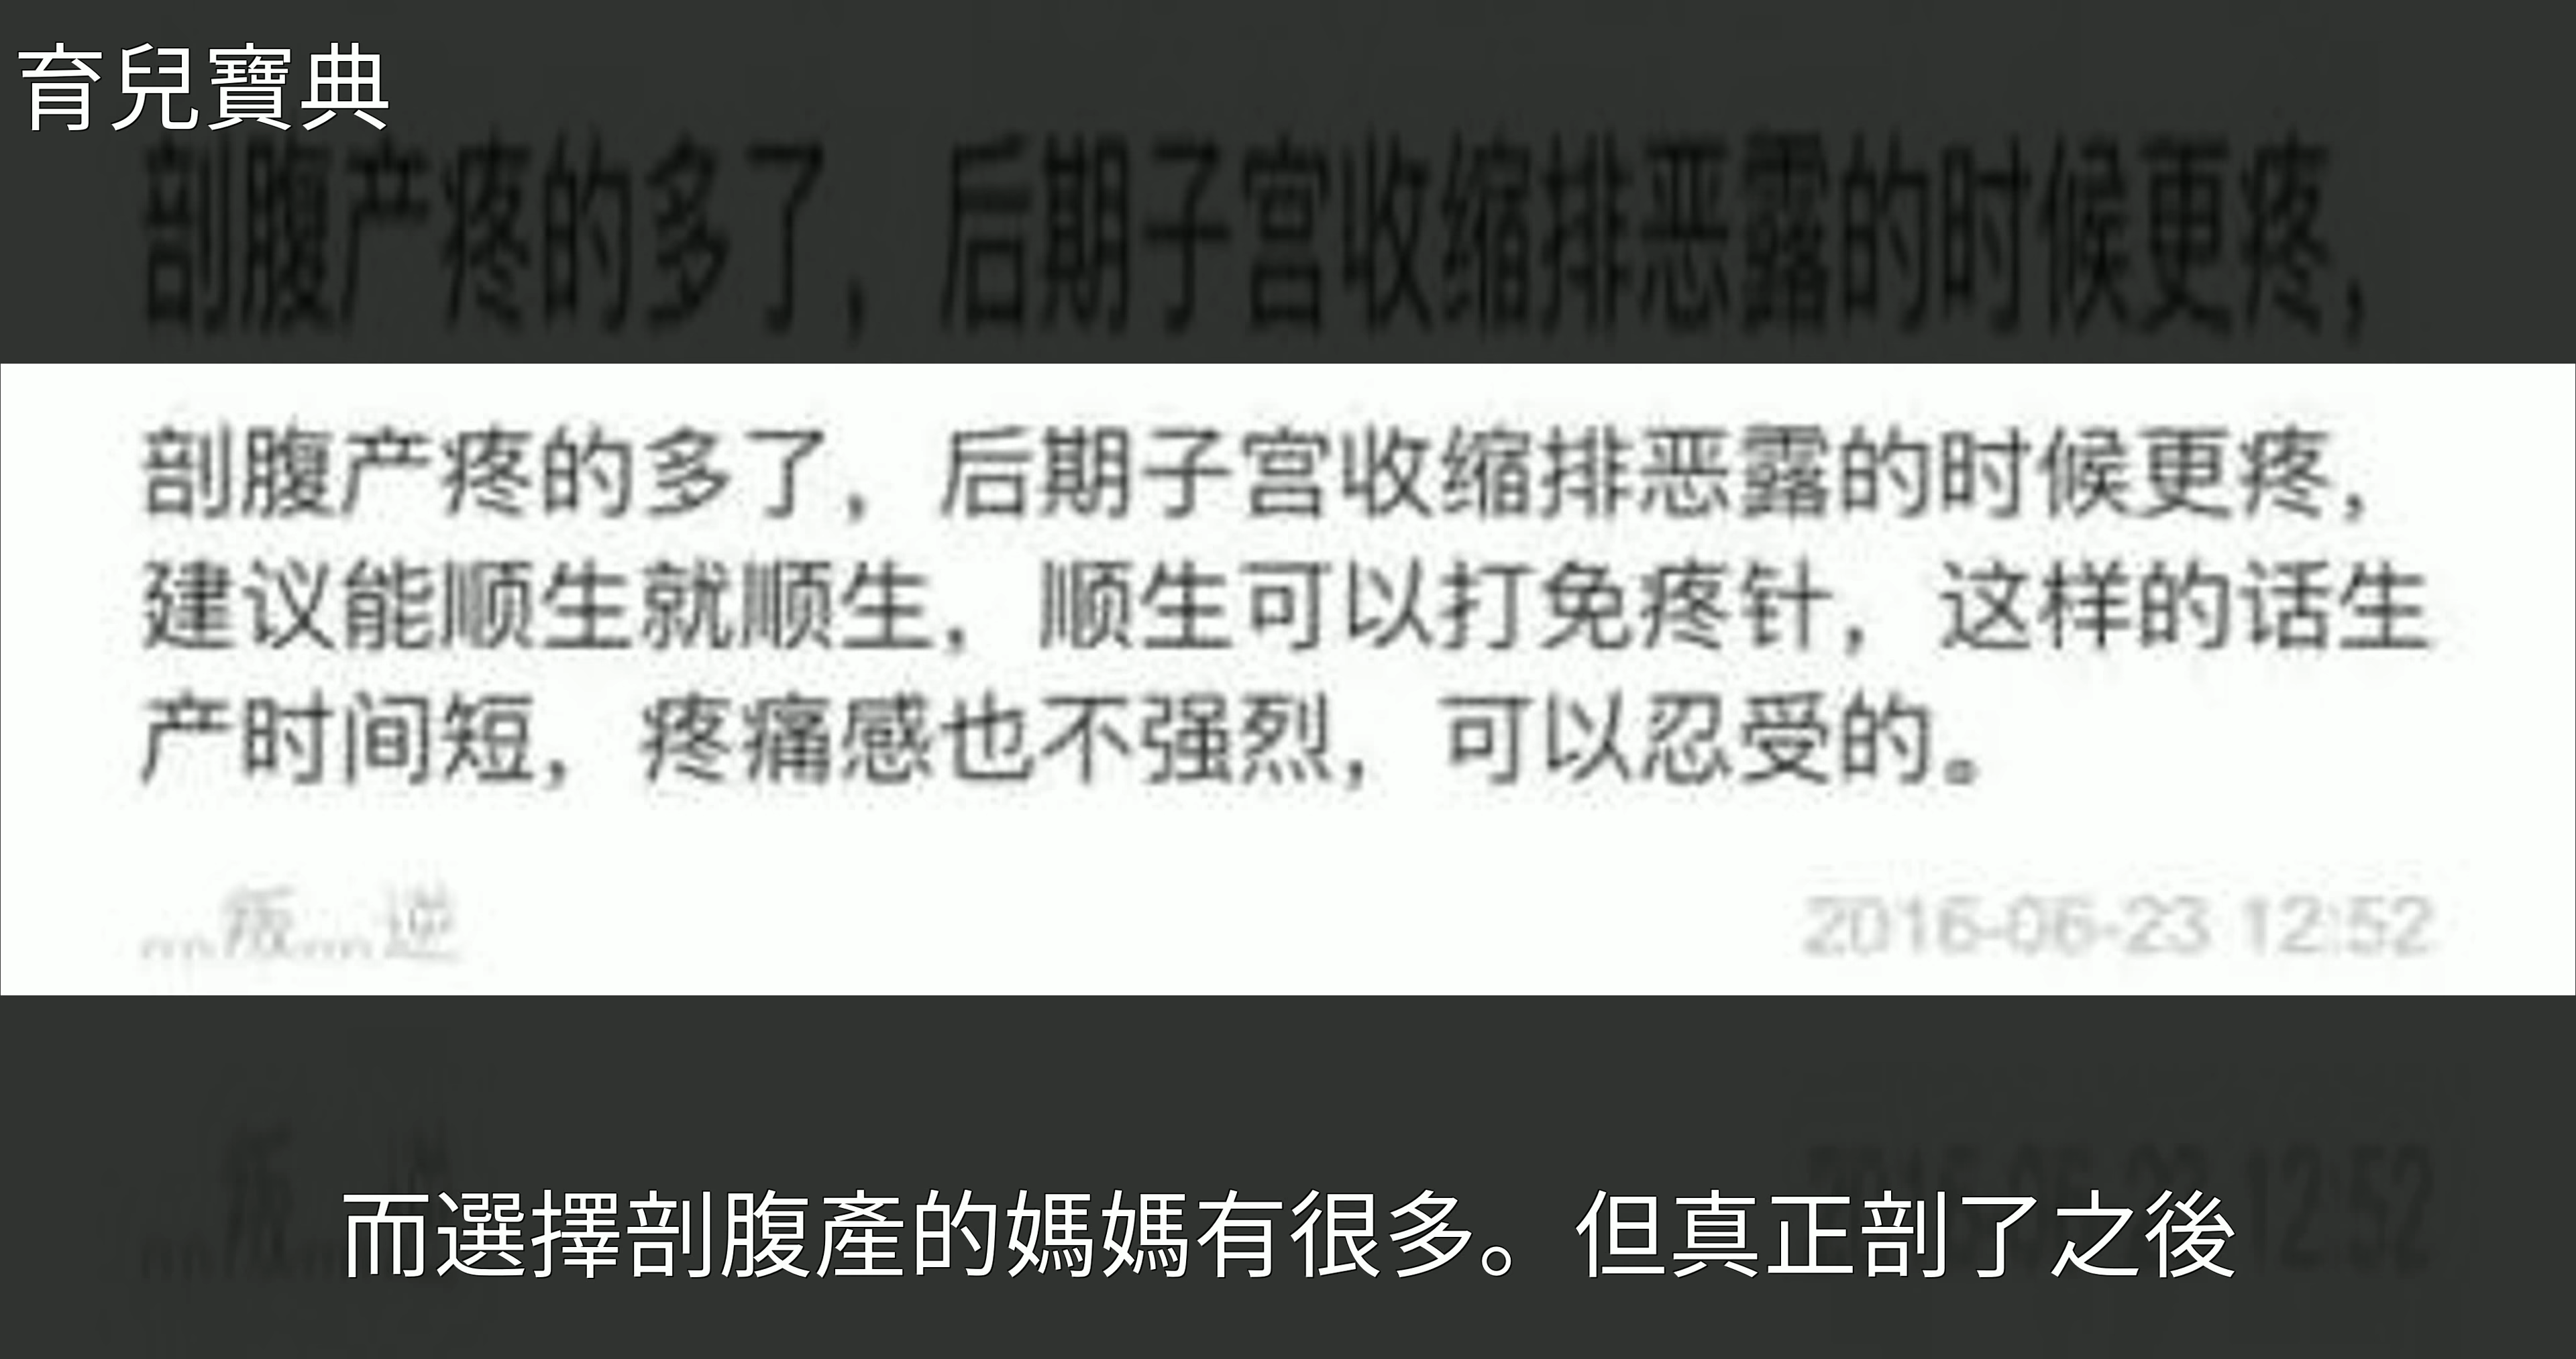 育兒寶典
剖腹产疼的多了，后期子宫收缩排恶露的时候更疼，
剖腹产疼的多了，后期子宫收缩排恶露的时候更疼，
建议能顺生就顺生，顺生可以打免疼针，这样的话生
产时间短，疼痛感也不强烈，可以忍受的。
灬叛灬逆
2016-06-23 12:52
而選擇剖腹產的媽媽有很多。但真正剖了之後